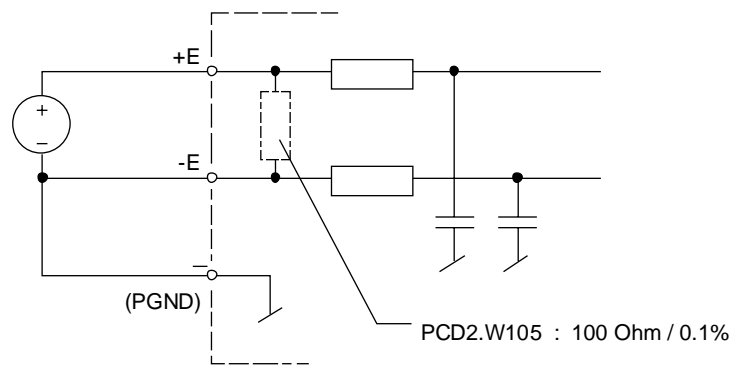 +E
+
−
-E
−
(PGND)
PCD2.W105 : 100 Ohm / 0.1%